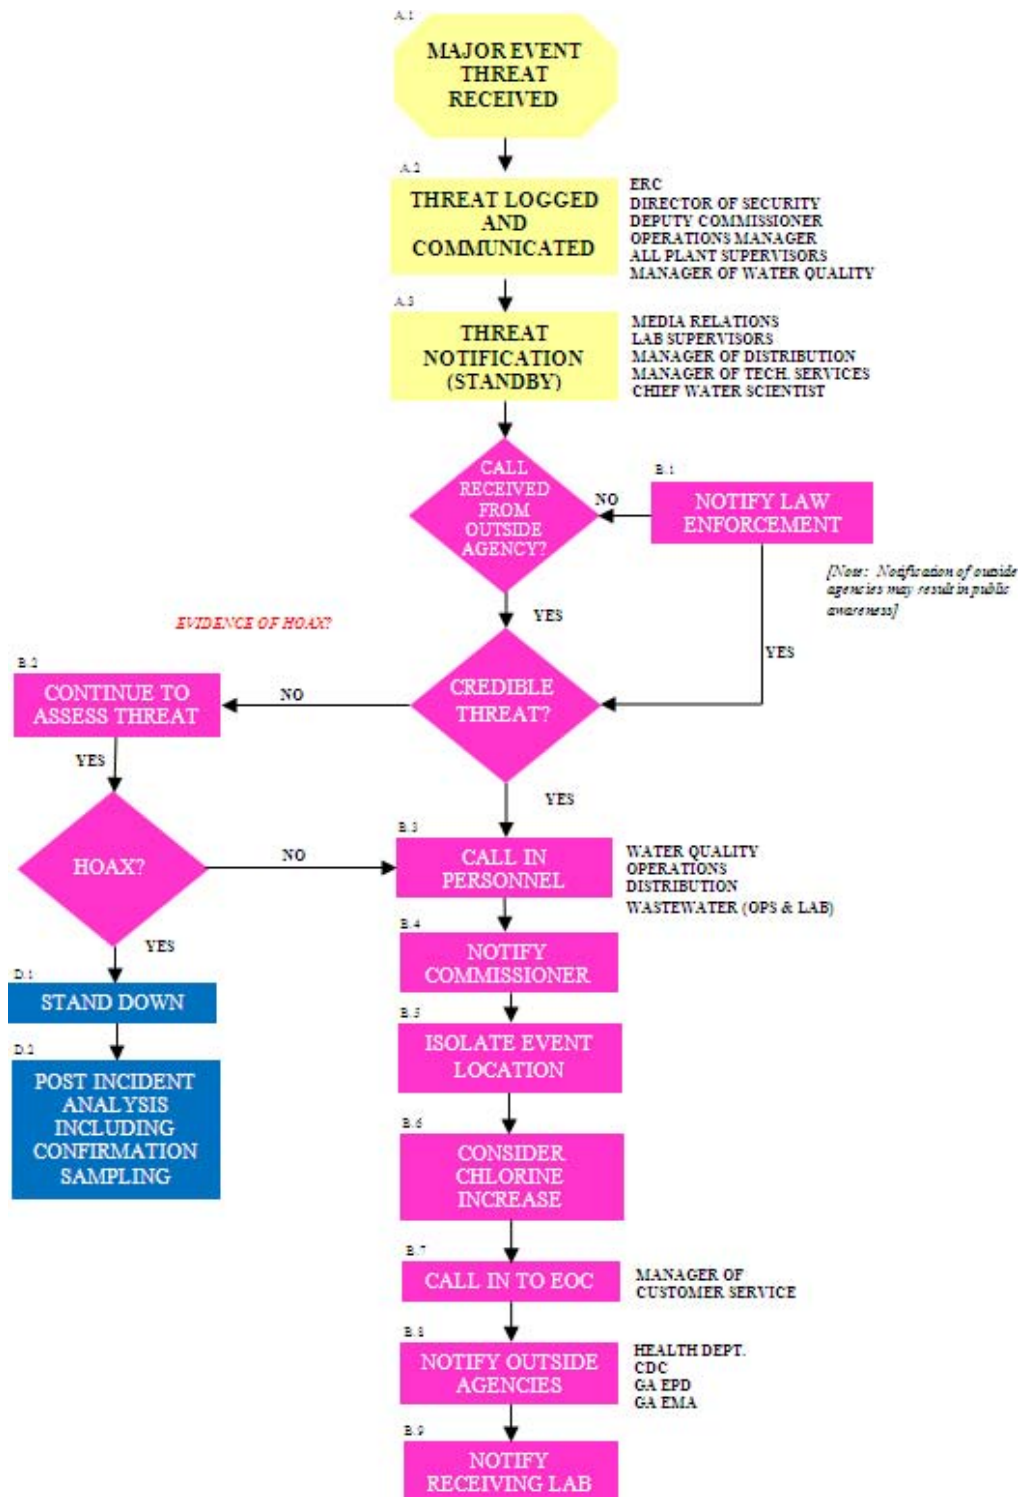 A.1
MAJOR EVENT
THREAT
RECEIVED
A.2
THREAT LOGGED
AND
COMMUNICATED
ERC
DIRECTOR OF SECURITY
DEPUTY COMMISSIONER
OPERATIONS MANAGER
ALL PLANT SUPERVISORS
MANAGER OF WATER QUALITY
A.3
THREAT
NOTIFICATION
(STANDBY)
MEDIA RELATIONS
LAB SUPERVISORS
MANAGER OF DISTRIBUTION
MANAGER OF TECH. SERVICES
CHIEF WATER SCIENTIST
CALL
RECEIVED
FROM
OUTSIDE
AGENCY?
NO
B.1
NOTIFY LAW
ENFORCEMENT
[Note: Notification of outside
agencies may result in public
awareness]
YES
YES
EVIDENCE OF HOAX?
B.2
CONTINUE TO
ASSESS THREAT
NO
CREDIBLE
THREAT?
YES
YES
HOAX?
NO
B.3
CALL IN
PERSONNEL
WATER QUALITY
OPERATIONS
DISTRIBUTION
WASTEWATER (OPS & LAB)
YES
B.4
NOTIFY
COMMISSIONER
D.1
STAND DOWN
B.5
ISOLATE EVENT
LOCATION
D.2
POST INCIDENT
ANALYSIS
INCLUDING
CONFIRMATION
SAMPLING
B.6
CONSIDER
CHLORINE
INCREASE
B.7
CALL IN TO EOC
MANAGER OF
CUSTOMER SERVICE
B.8
NOTIFY OUTSIDE
AGENCIES
HEALTH DEPT.
CDC
GA EPD
GA EMA
B.9
NOTIFY
RECEIVING LAB